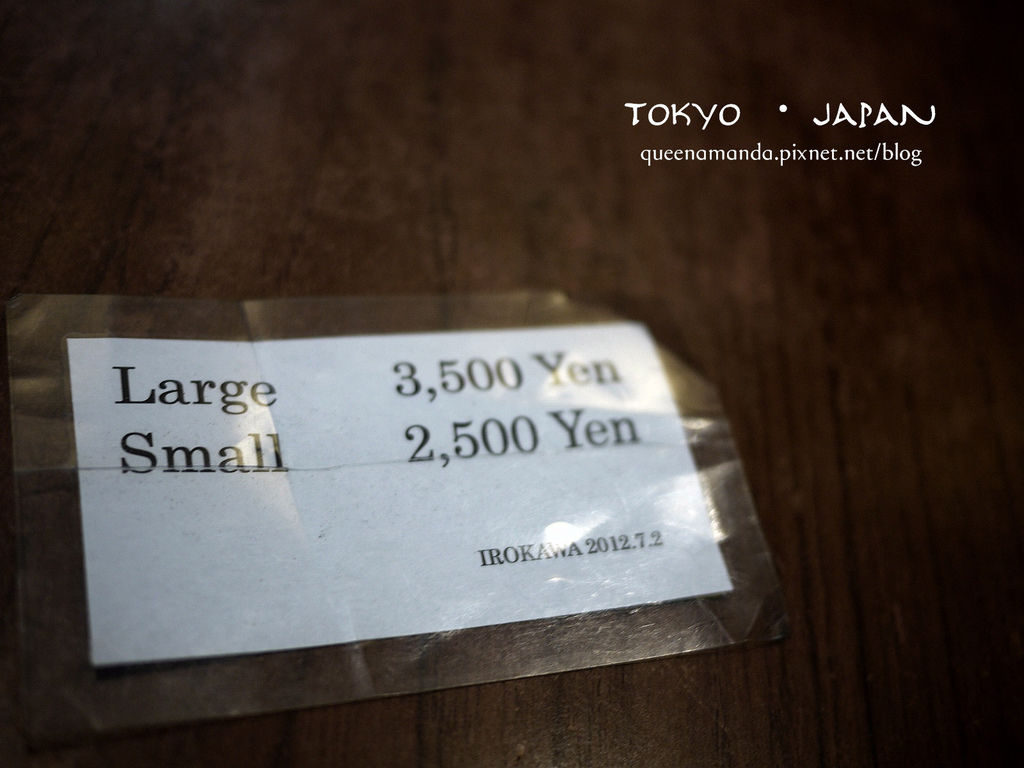 TOKYO • JAPAN
queenamanda.pixnet.net/blog
Large 3,500 Yen
Small 2,500 Yen
IROKAWA 2012.7.2